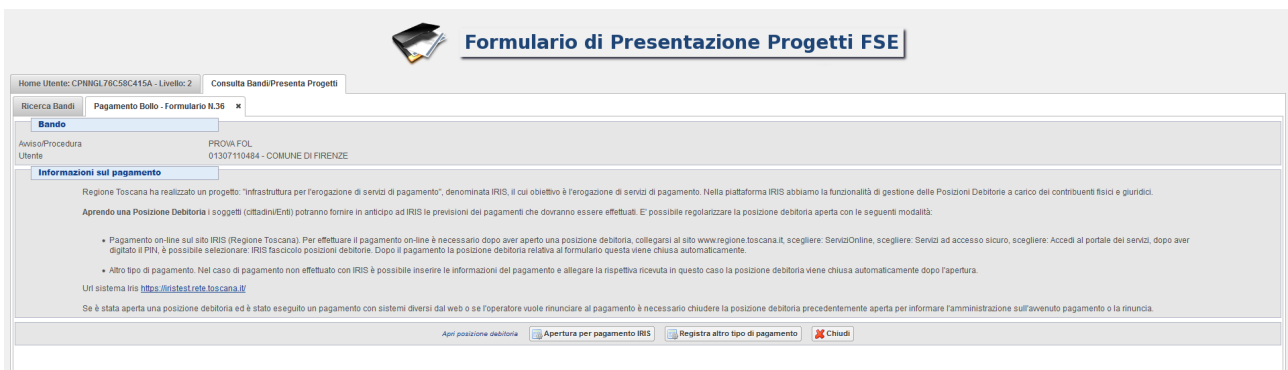 Formulario di Presentazione Progetti FSE
Home Utente: CPNNGL76C58C415A - Livello: 2 Consulta Bandi/Presenta Progetti
Ricerca Bandi Pagamento Bollo - Formulario N.36 ✖
Bando
Avviso/Procedura PROVA FOL
Utente 01307110484 - COMUNE DI FIRENZE
Informazioni sul pagamento
Regione Toscana ha realizzato un progetto: "infrastruttura per l'erogazione di servizi di pagamento", denominata IRIS, il cui obiettivo è l'erogazione di servizi di pagamento. Nella piattaforma IRIS abbiamo la funzionalità di gestione delle Posizioni Debitorie a carico dei contribuenti fisici e giuridici.
Aprendo una Posizione Debitoria i soggetti (cittadini/Enti) potranno fornire in anticipo ad IRIS le previsioni dei pagamenti che dovranno essere effettuati. E' possibile regolarizzare la posizione debitoria aperta con le seguenti modalità:
• Pagamento on-line sul sito IRIS (Regione Toscana). Per effettuare il pagamento on-line è necessario dopo aver aperto una posizione debitoria, collegarsi al sito www.regione.toscana.it, scegliere: ServiziOnline, scegliere: Servizi ad accesso sicuro, scegliere: Accedi al portale dei servizi, dopo aver
digitato il PIN, è possibile selezionare: IRIS fascicolo posizioni debitorie. Dopo il pagamento la posizione debitoria relativa al formulario questa viene chiusa automaticamente.
• Altro tipo di pagamento. Nel caso di pagamento non effettuato con IRIS è possibile inserire le informazioni del pagamento e allegare la rispettiva ricevuta in questo caso la posizione debitoria viene chiusa automaticamente dopo l'apertura.
Url sistema Iris https://iristest.rete.toscana.it/
Se è stata aperta una posizione debitoria ed è stato eseguito un pagamento con sistemi diversi dal web o se l'operatore vuole rinunciare al pagamento è necessario chiudere la posizione debitoria precedentemente aperta per informare l'amministrazione sull'avvenuto pagamento o la rinuncia.
Apri posizione debitoria Apertura per pagamento IRIS Registra altro tipo di pagamento Chiudi